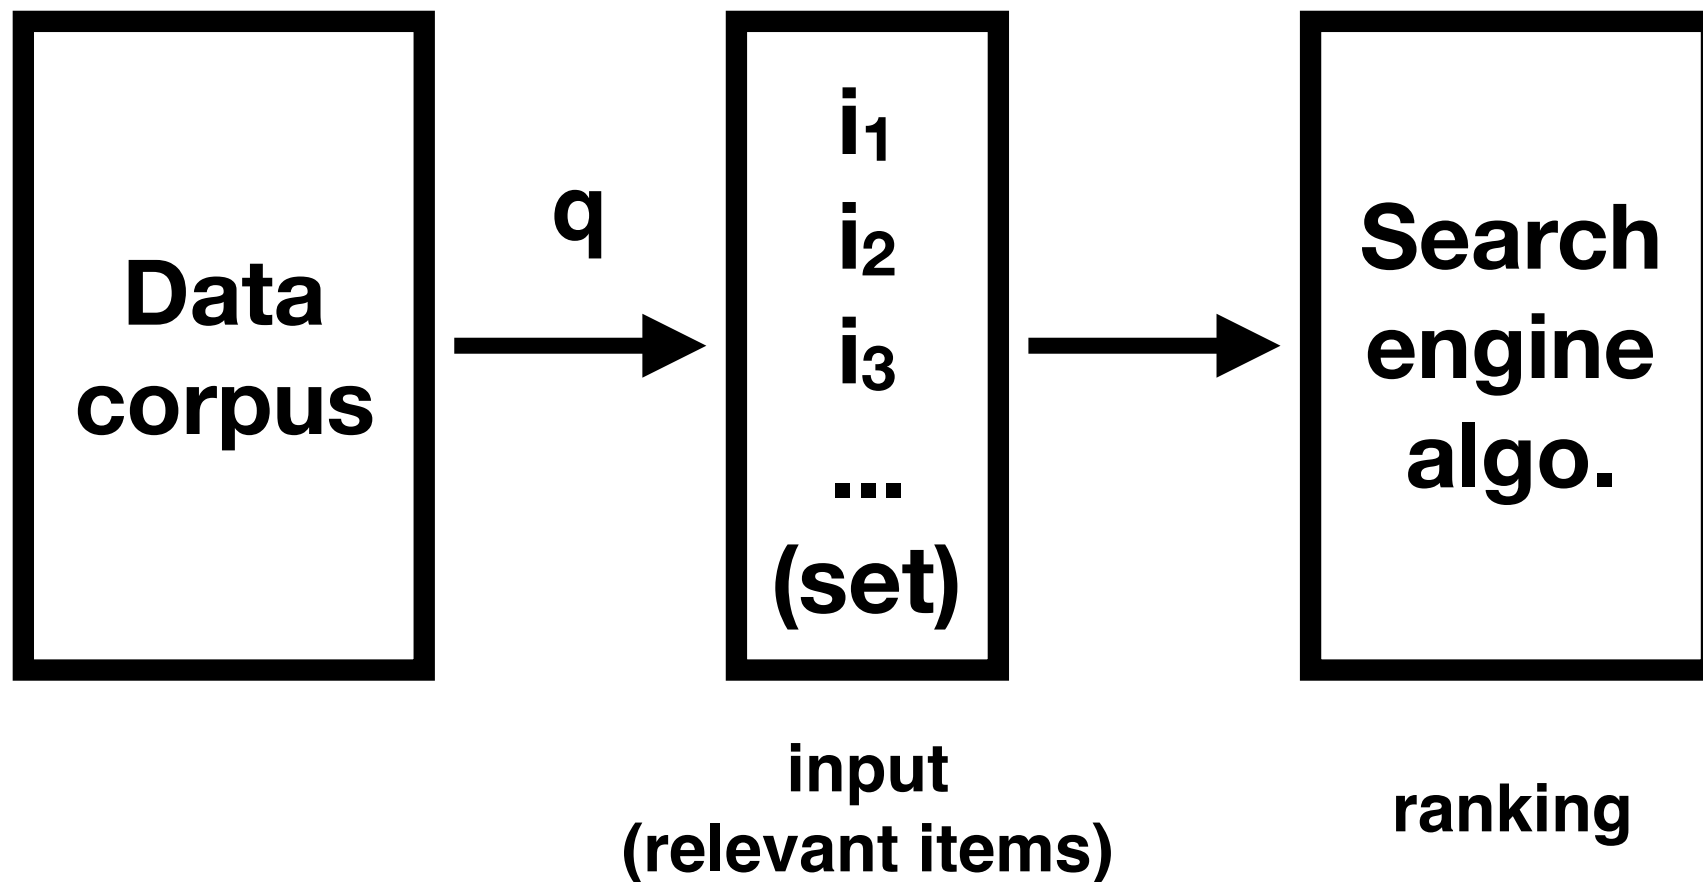 Data
corpus
q
i₁
i₂
i₃
...
(set)
input
(relevant items)
Search
engine
algo.
ranking